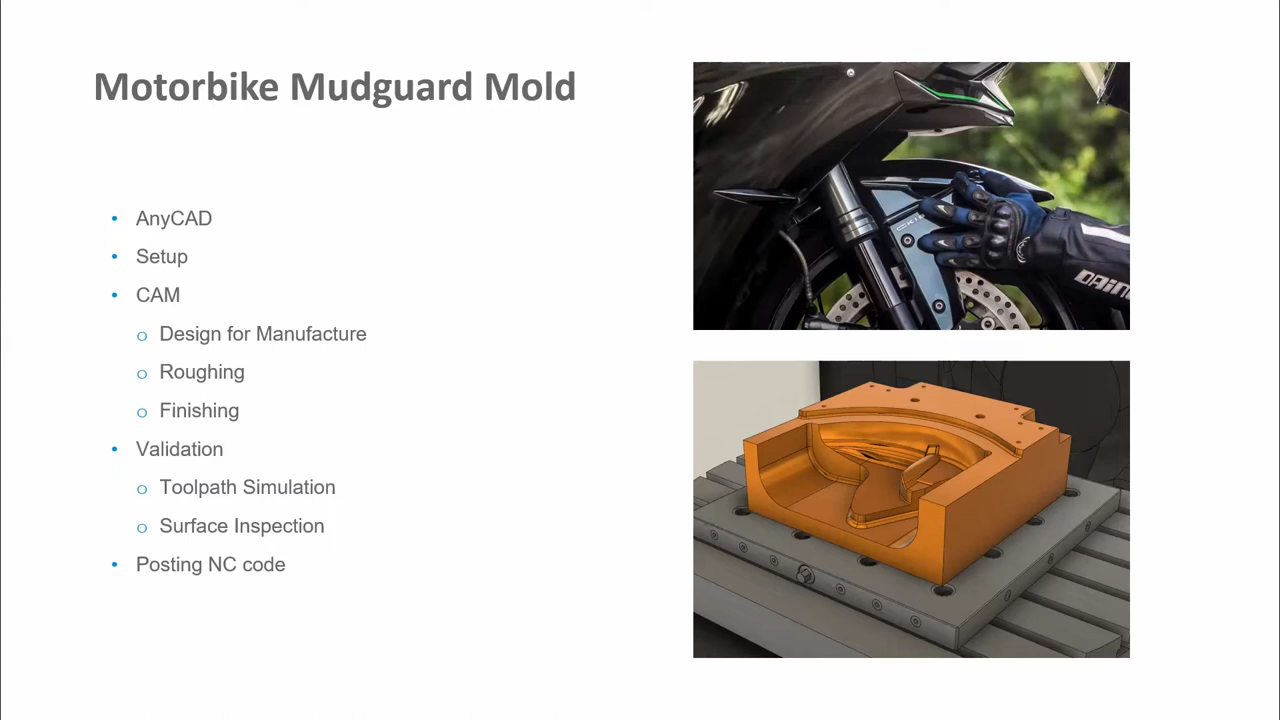 Motorbike Mudguard Mold
• AnyCAD
• Setup
• CAM
o Design for Manufacture
o Roughing
o Finishing
• Validation
o Toolpath Simulation
o Surface Inspection
• Posting NC code